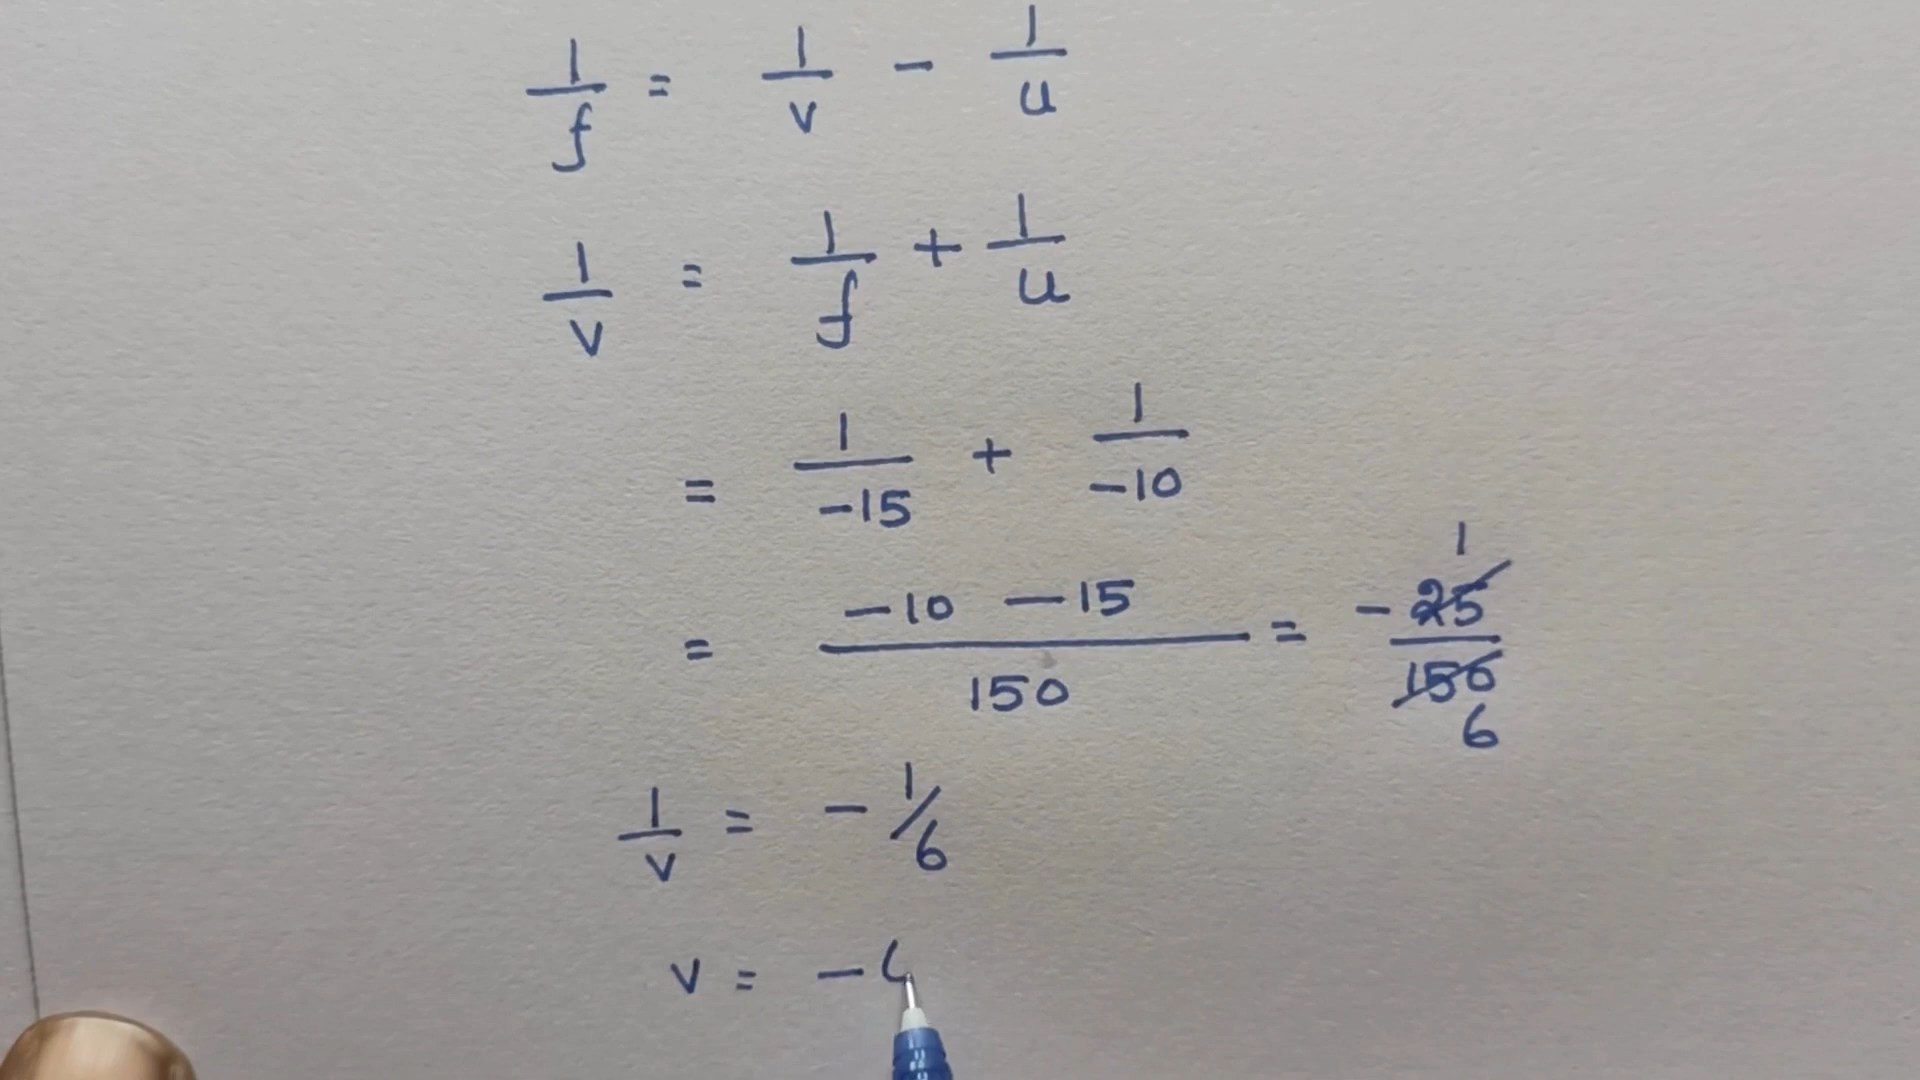 1/f = 1/v - 1/u
1/v = 1/f + 1/u
= 1/-15 + 1/-10
= -10 -15/150 = -25/150 1 6
1/v = -1/6
v = -